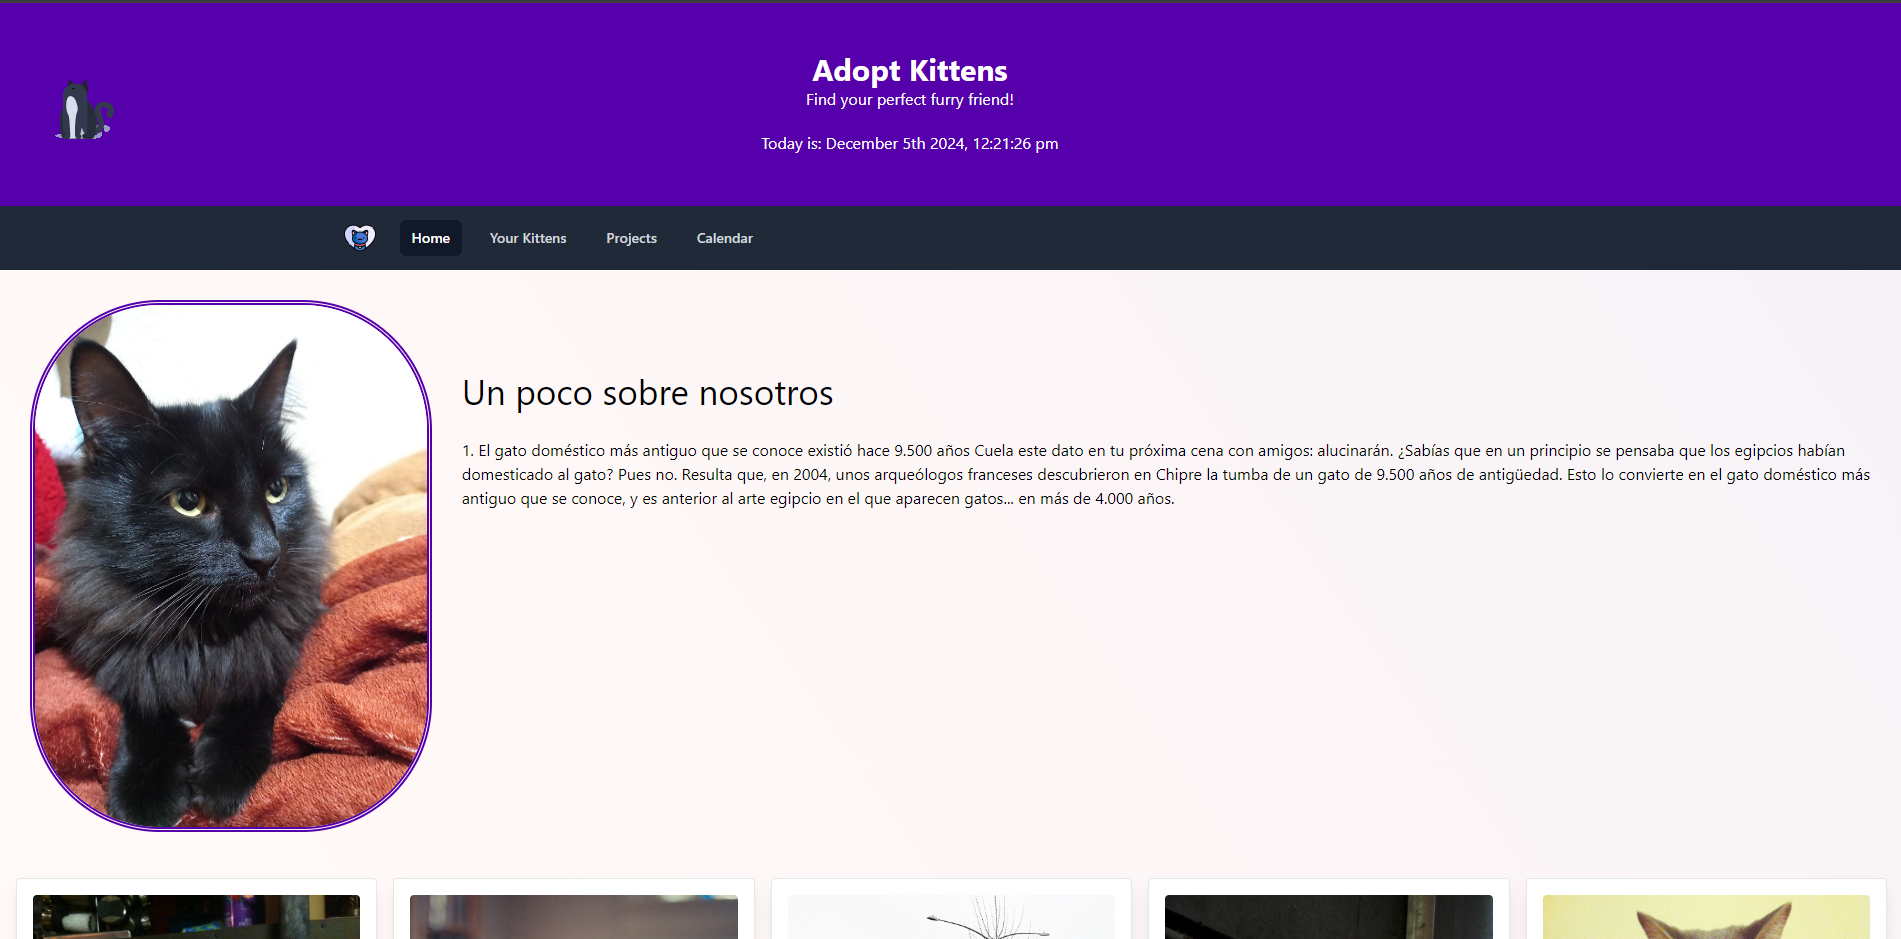 Adopt Kittens
Find your perfect furry friend!
Today is: December 5th 2024, 12:21:26 pm
Home
Your Kittens
Projects
Calendar
Un poco sobre nosotros
1. El gato doméstico más antiguo que se conoce existió hace 9.500 años Cuela este dato en tu próxima cena con amigos: alucinarán. ¿Sabías que en un principio se pensaba que los egipcios habían
domesticado al gato? Pues no. Resulta que, en 2004, unos arqueólogos franceses descubrieron en Chipre la tumba de un gato de 9.500 años de antigüedad. Esto lo convierte en el gato doméstico más
antiguo que se conoce, y es anterior al arte egipcio en el que aparecen gatos... en más de 4.000 años.